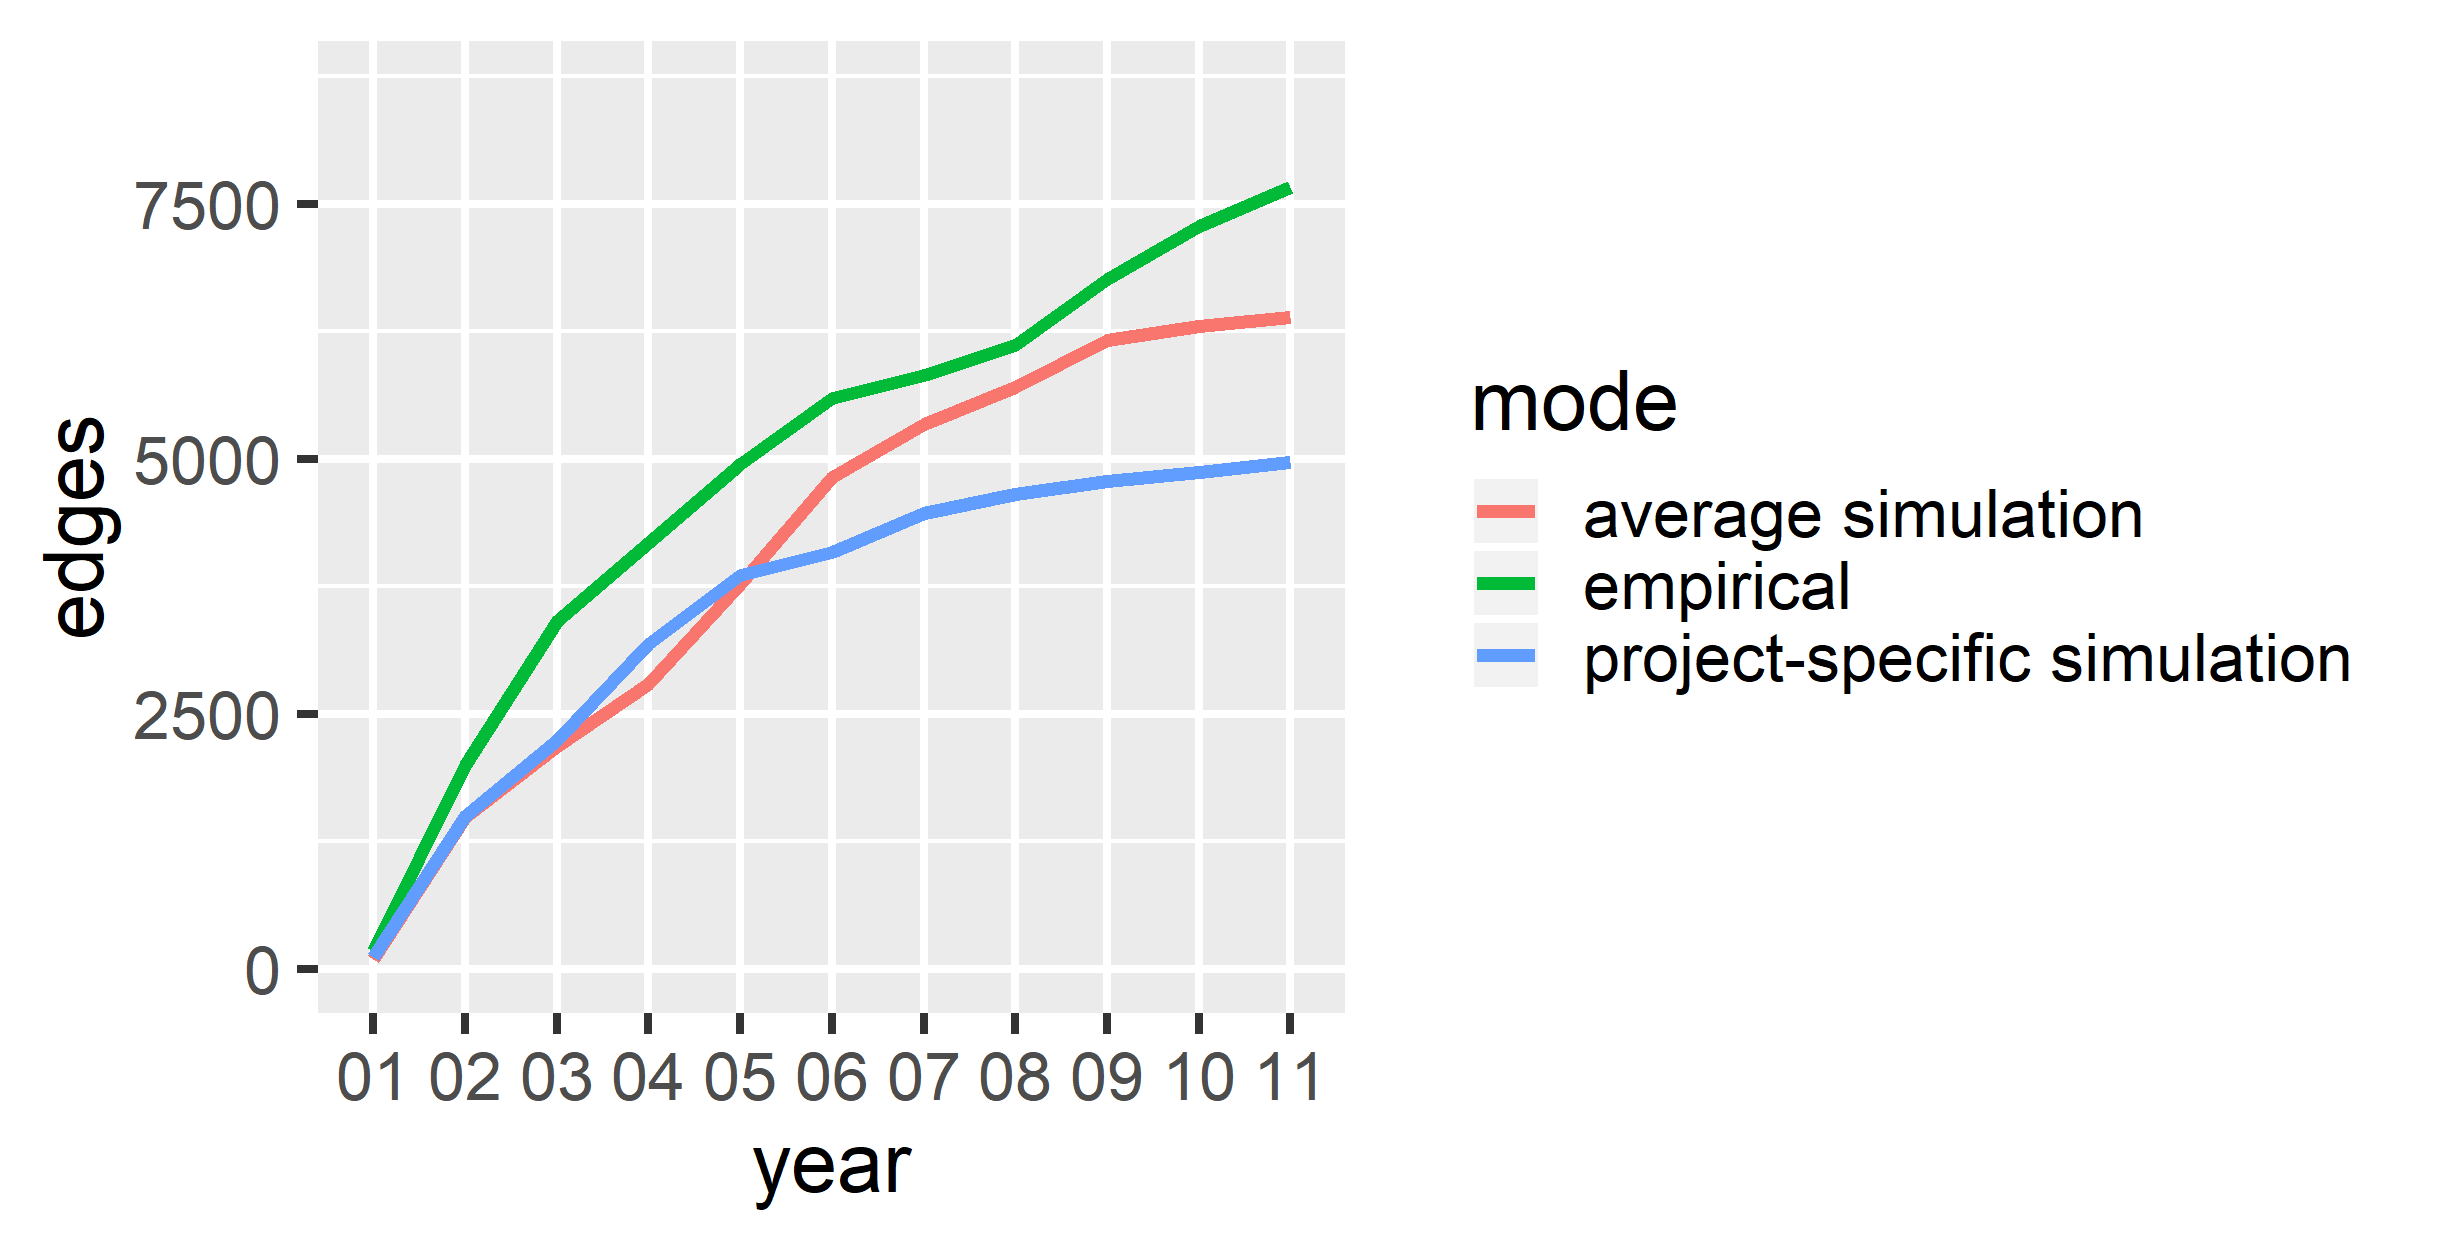 edges
7500
5000
2500
0
01 02 03 04 05 06 07 08 09 10 11
year
mode
average simulation
empirical
project-specific simulation